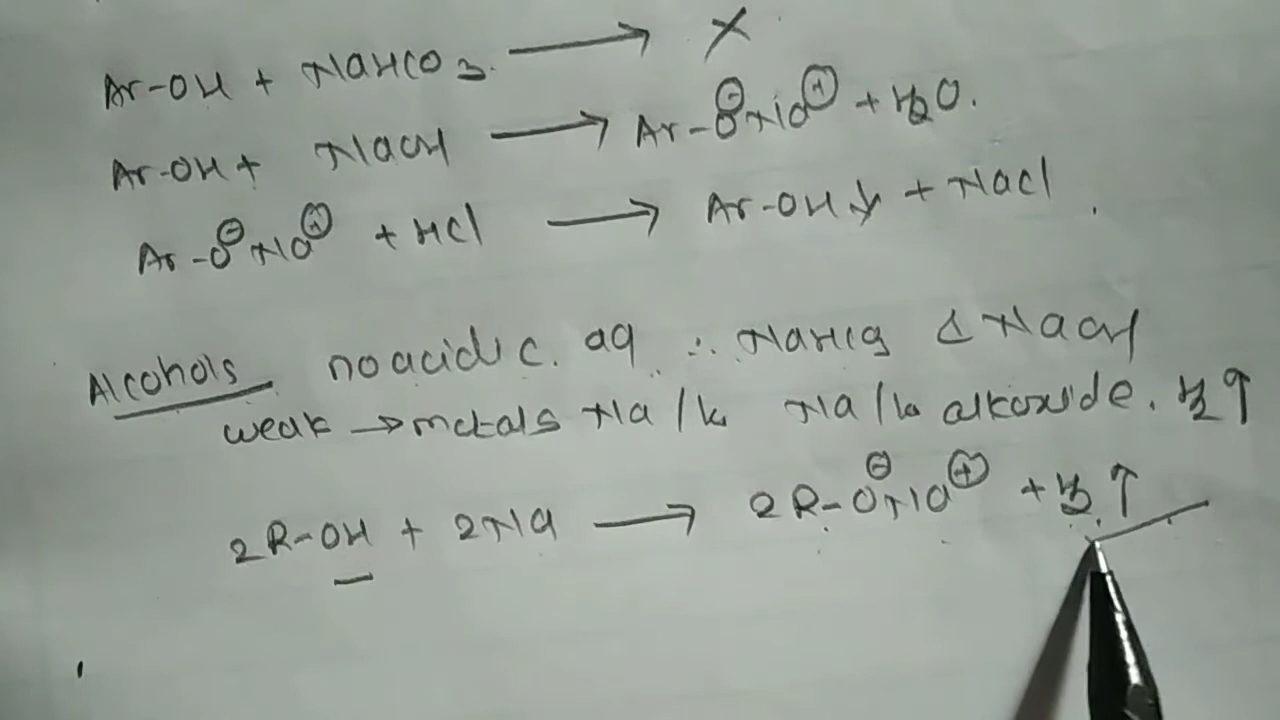 Ar-OH + NaHCO3 → X
Ar-OH + NaOH → Ar-O⊖Na⊕ + H2O.
Ar-O⊖Na⊕ + HCl → Ar-OH↓ + NaCl
Alcohols no acidic. aq ∴ NaHCO3 & NaOH
weak → metals Na/K Na/K alkoxide. H2↑
2R-OH + 2Na → 2R-O⊖Na⊕ + H2↑